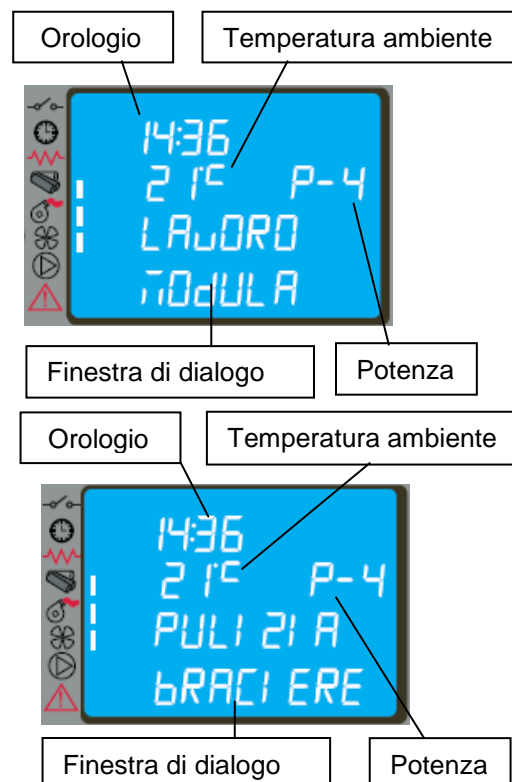 Orologio
Temperatura ambiente
14:36
21°C P-4
LAVORO
MODULA
Finestra di dialogo
Potenza
Orologio
Temperatura ambiente
14:36
21°C P-4
PULIZIA
bRACIERE
Finestra di dialogo
Potenza